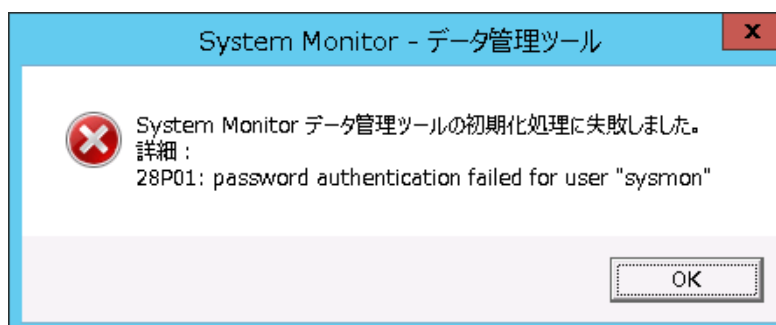 System Monitor - データ管理ツール
x
System Monitor データ管理ツールの初期化処理に失敗しました。
詳細：
28P01: password authentication failed for user "sysmon"
OK